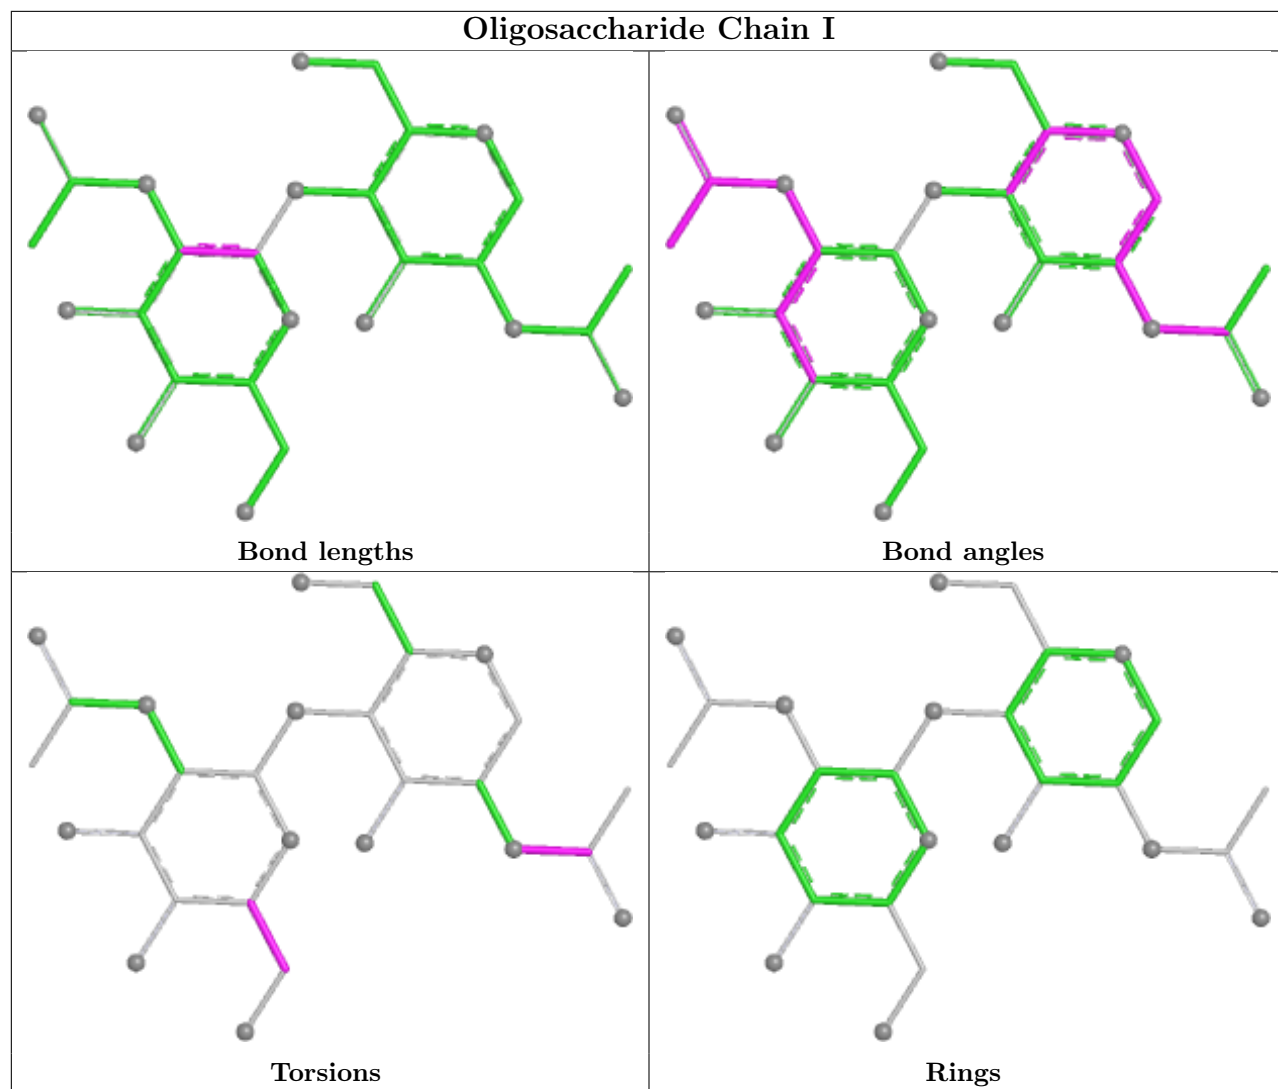 Oligosaccharide Chain I
Bond lengths
Bond angles
Torsions
Rings